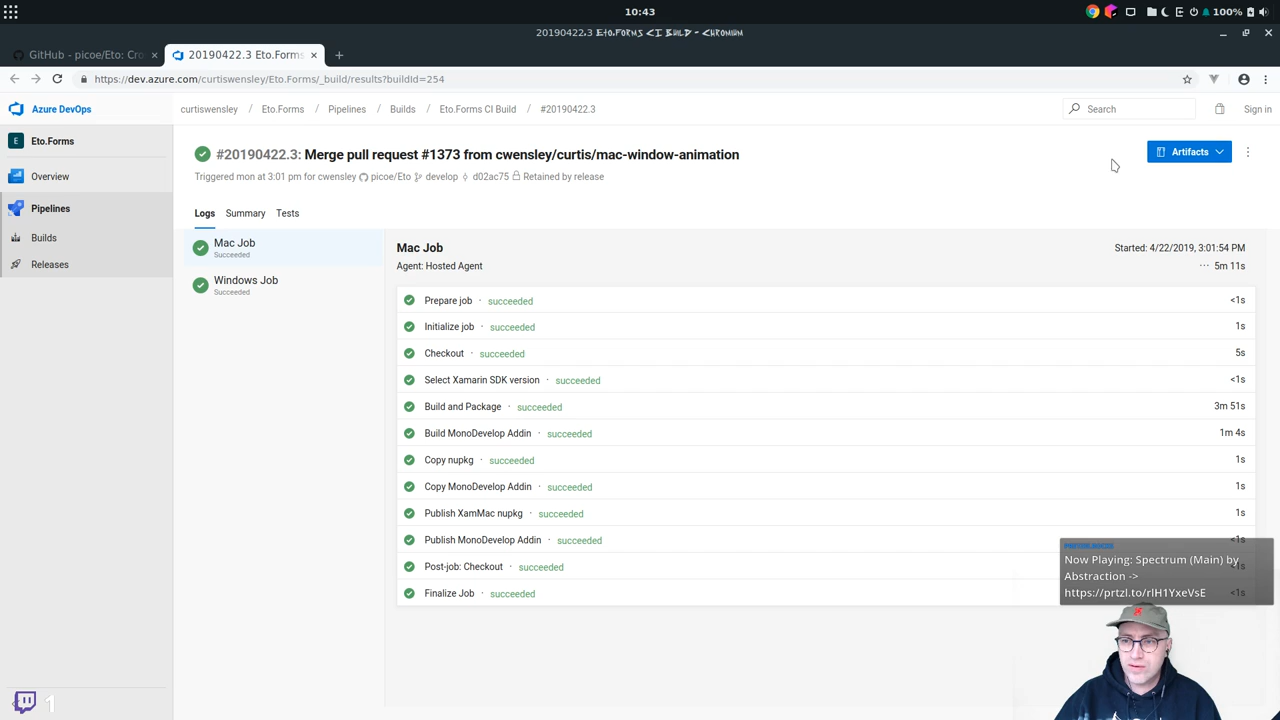 10:43
100%
20190422.3 Eto.Forms CI Build - Chromium
GitHub - picoe/Eto: Cro
20190422.3 Eto.Forms
https://dev.azure.com/curtiswensley/Eto.Forms/_build/results?buildId=254
Azure DevOps
curtiswensley / Eto.Forms / Pipelines / Builds / Eto.Forms CI Build / #20190422.3
Search
Sign in
E Eto.Forms
Overview
Pipelines
Builds
Releases
#20190422.3: Merge pull request #1373 from cwensley/curtis/mac-window-animation
Artifacts
Triggered mon at 3:01 pm for cwensley picoe/Eto develop d02ac75 Retained by release
Logs Summary Tests
Mac Job
Succeeded
Windows Job
Succeeded
Mac Job
Started: 4/22/2019, 3:01:54 PM
Agent: Hosted Agent
··· 5m 11s
Prepare job · succeeded <1s
Initialize job · succeeded 1s
Checkout · succeeded 5s
Select Xamarin SDK version · succeeded <1s
Build and Package · succeeded 3m 51s
Build MonoDevelop Addin · succeeded 1m 4s
Copy nupkg · succeeded 1s
Copy MonoDevelop Addin · succeeded 1s
Publish XamMac nupkg · succeeded 1s
Publish MonoDevelop Addin · succeeded <1s
Post-job: Checkout · succeeded
Finalize Job · succeeded <1s
Now Playing: Spectrum (Main) by
Abstraction ->
https://prtzl.to/rlH1YxeVsE
1